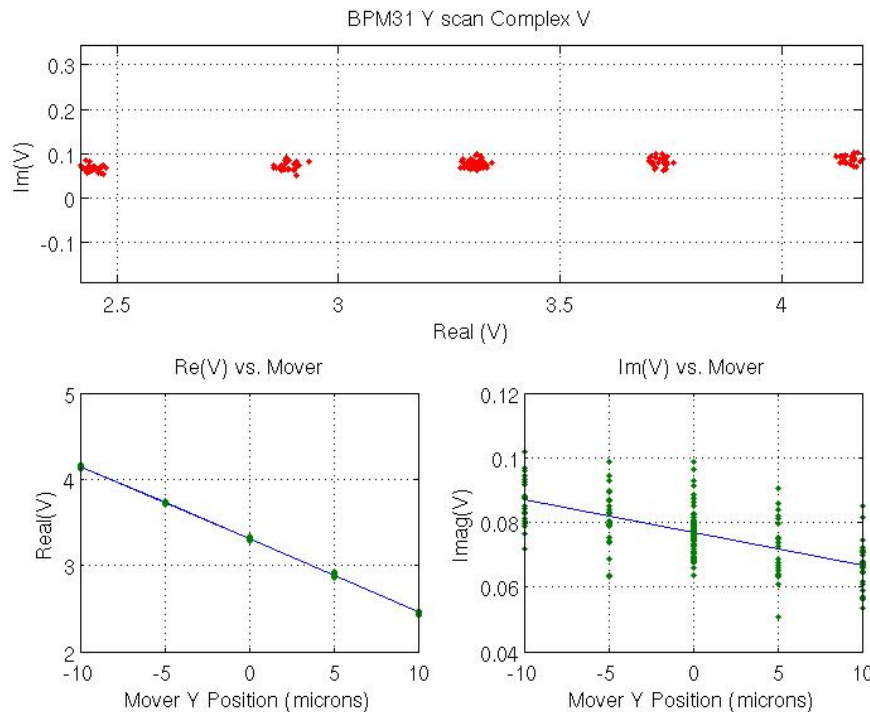 BPM31 Y scan Complex V
0.3
0.2
0.1
0
-0.1
Im(V)
2.5 3 3.5 4
Real (V)
Re(V) vs. Mover
5
4
3
2
Real(V)
-10 -5 0 5 10
Mover Y Position (microns)
Im(V) vs. Mover
0.12
0.1
0.08
0.06
0.04
Imag(V)
-10 -5 0 5 10
Mover Y Position (microns)